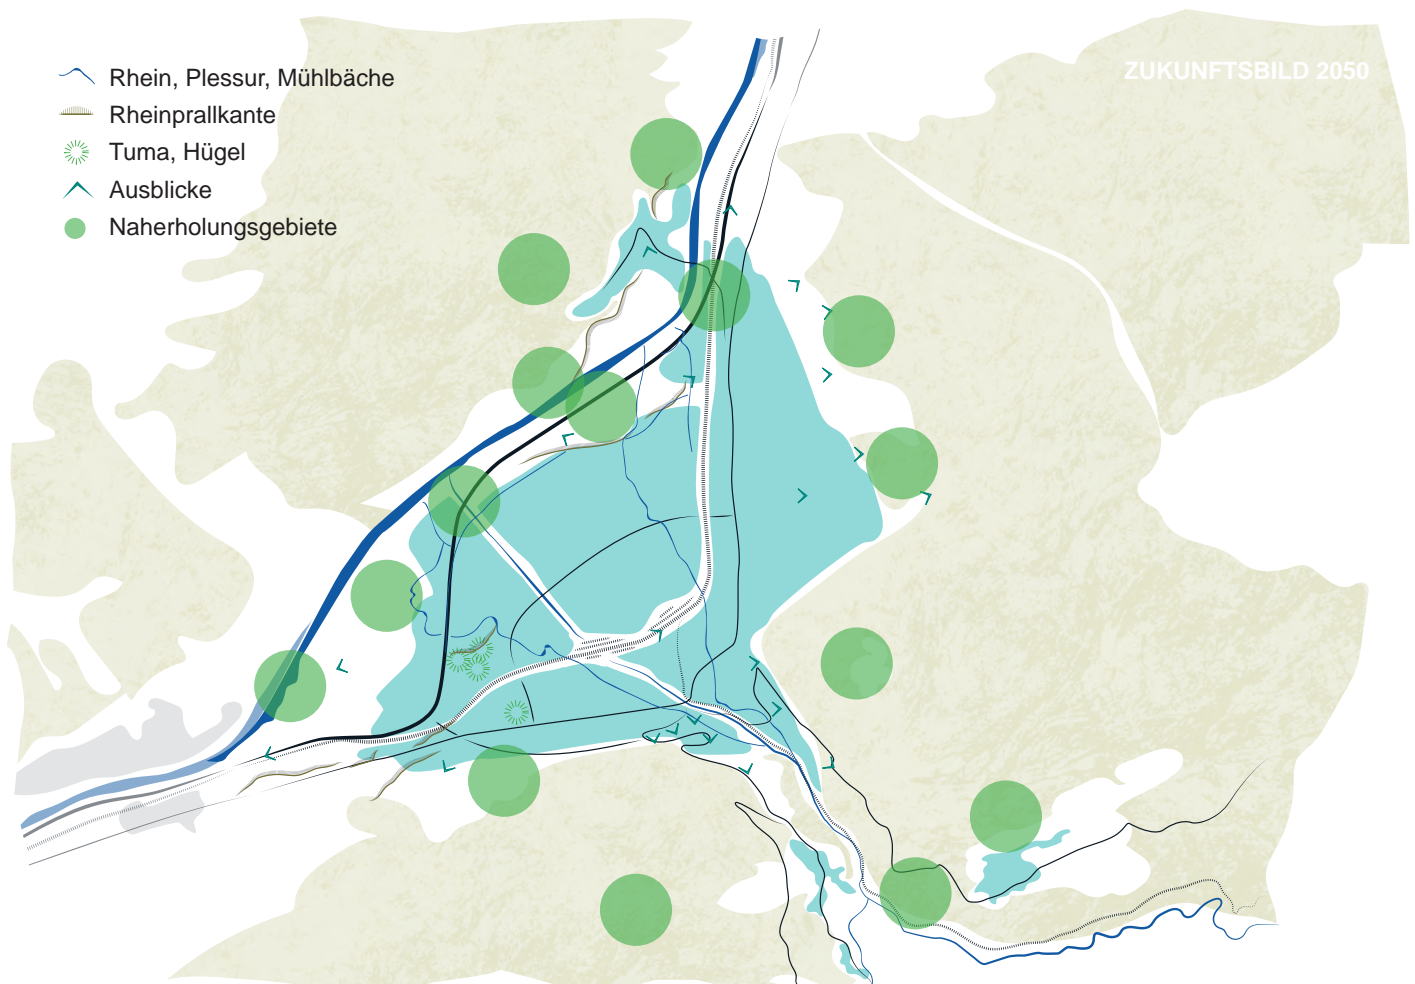 ZUKUNFTSBILD 2050
Rhein, Plessur, Mühlbäche
Rheinprallkante
Tuma, Hügel
Ausblicke
Naherholungsgebiete